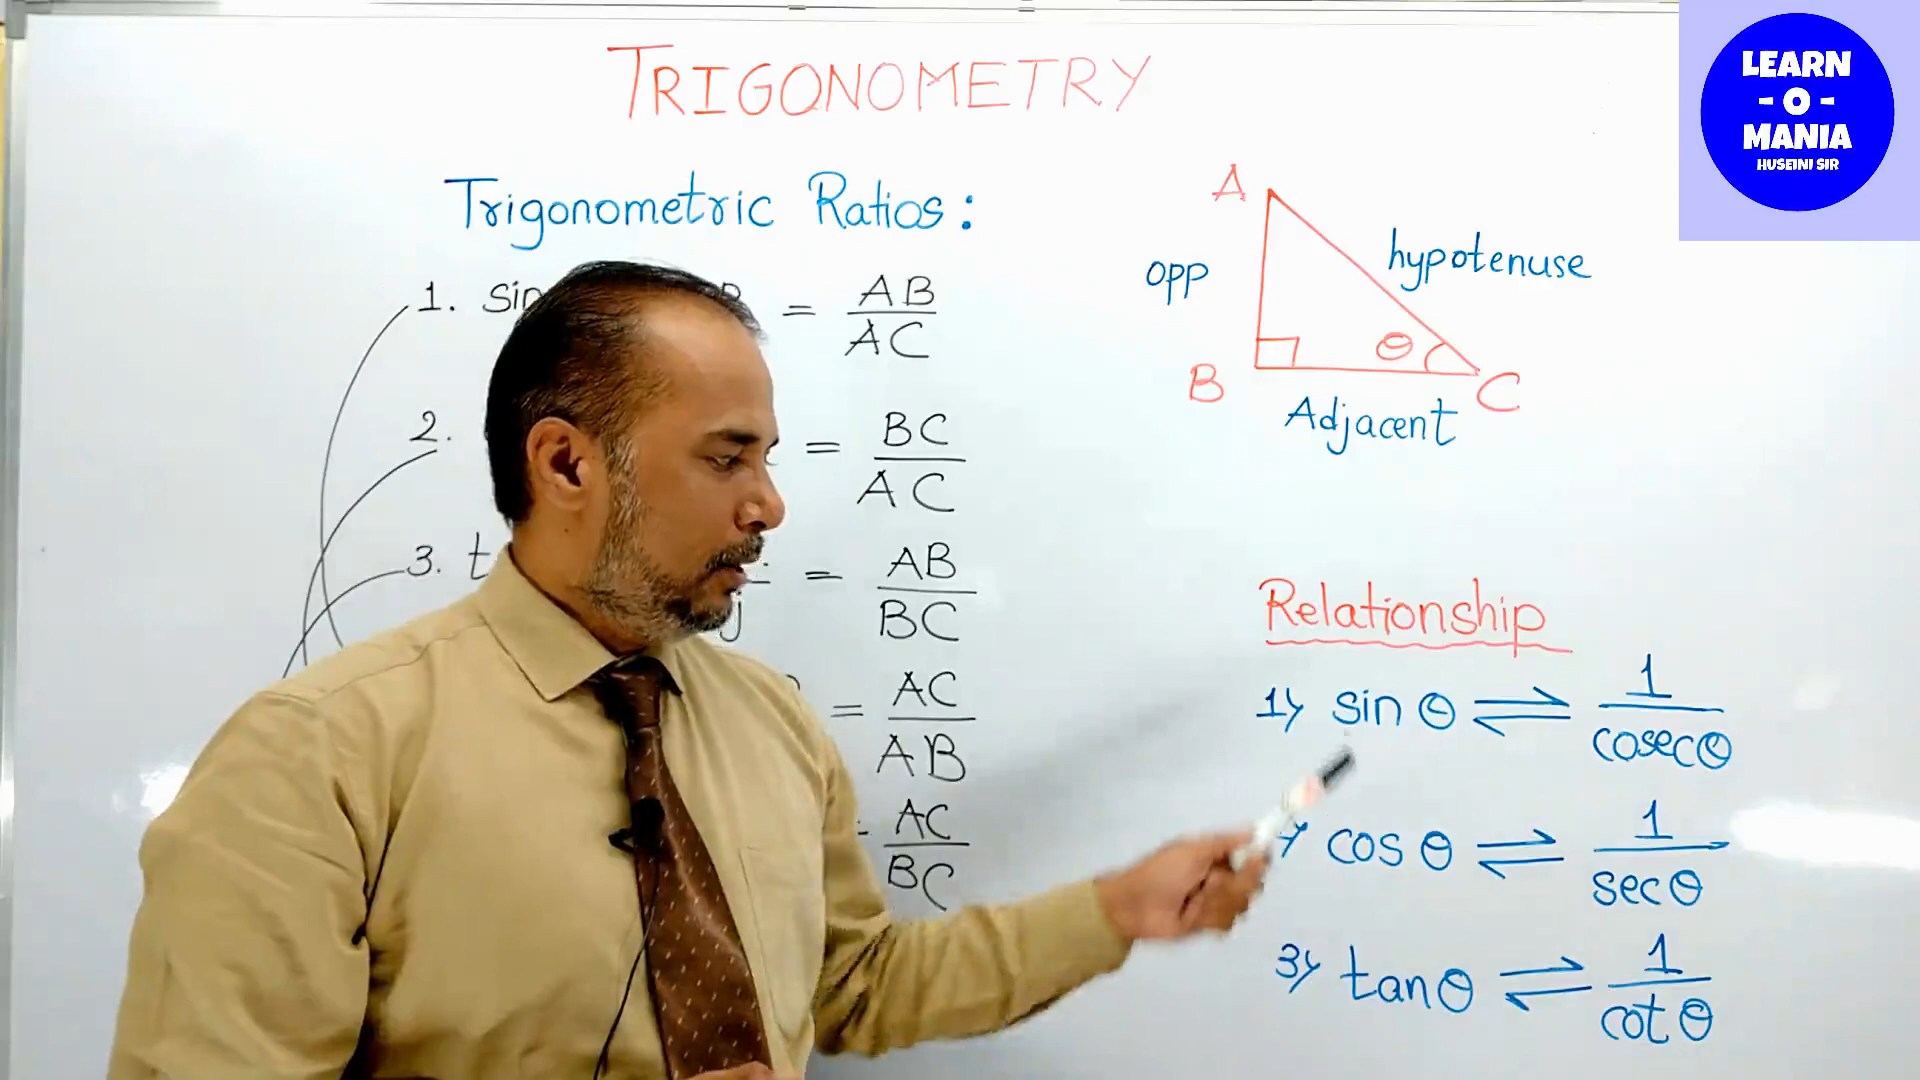 TRIGONOMETRY
LEARN
- O -
MANIA
HUSEINI SIR
Trigonometric Ratios:
1. sin = AB/AC
2. = BC/AC
3. t = AB/BC
= AC/AB
AC/BC
A
opp
hypotenuse
θ
B
C
Adjacent
Relationship
1) sin θ ⇌ 1/cosec θ
cos θ ⇌ 1/sec θ
3) tan θ ⇌ 1/cot θ